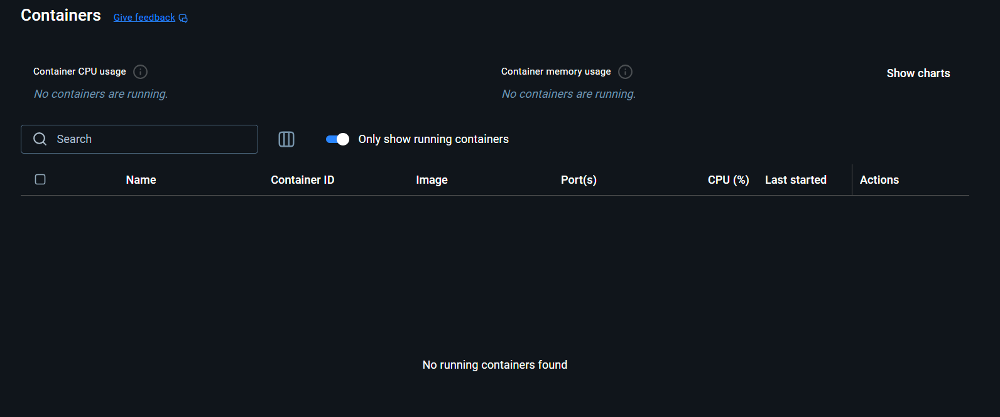 Containers Give feedback
Container CPU usage
No containers are running.
Container memory usage
No containers are running.
Show charts
Search
Only show running containers
Name Container ID Image Port(s) CPU (%) Last started Actions
No running containers found